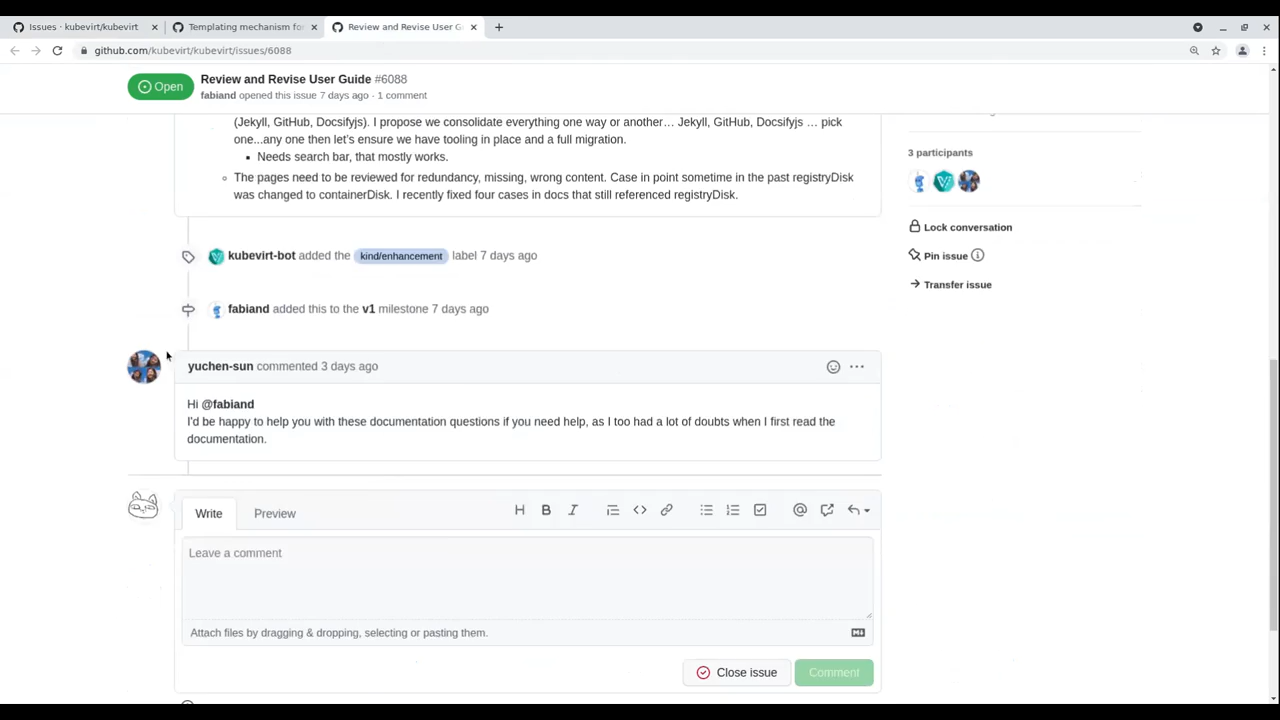 Issues · kubevirt/kubevirt
Templating mechanism fo
Review and Revise User G
github.com/kubevirt/kubevirt/issues/6088
Open
Review and Revise User Guide #6088
fabiand opened this issue 7 days ago · 1 comment
(Jekyll, GitHub, Docsifyjs). I propose we consolidate everything one way or another… Jekyll, GitHub, Docsifyjs … pick
one...any one then let's ensure we have tooling in place and a full migration.
Needs search bar, that mostly works.
The pages need to be reviewed for redundancy, missing, wrong content. Case in point sometime in the past registryDisk
was changed to containerDisk. I recently fixed four cases in docs that still referenced registryDisk.
3 participants
Lock conversation
Pin issue
Transfer issue
kubevirt-bot added the kind/enhancement label 7 days ago
fabiand added this to the v1 milestone 7 days ago
yuchen-sun commented 3 days ago
Hi @fabiand
I'd be happy to help you with these documentation questions if you need help, as I too had a lot of doubts when I first read the
documentation.
Write
Preview
Leave a comment
Attach files by dragging & dropping, selecting or pasting them.
Close issue
Comment